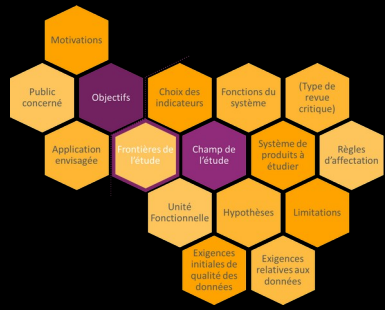 Motivations
Public
concerné
Objectifs
Choix des
indicateurs
Fonctions du
système
(Type de
revue
critique)
Application
envisagée
Frontières de
l'étude
Champ de
l'étude
Système de
produits à
étudier
Règles
d'affectation
Unité
Fonctionnelle
Hypothèses
Limitations
Exigences
initiales de
qualité des
données
Exigences
relatives aux
données